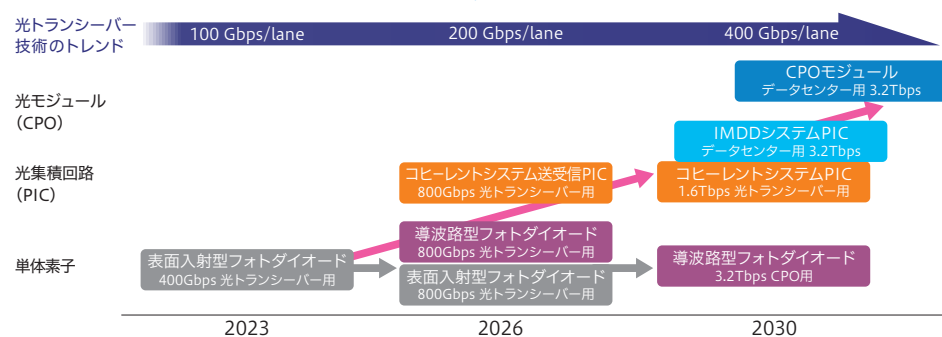 光トランシーバー
技術のトレンド
100 Gbps/lane
200 Gbps/lane
400 Gbps/lane
CPOモジュール
データセンター用 3.2Tbps
光モジュール
（CPO）
IMDDシステムPIC
データセンター用 3.2Tbps
光集積回路
（PIC）
コヒーレントシステム送受信PIC
800Gbps 光トランシーバー用
コヒーレントシステムPIC
1.6Tbps 光トランシーバー用
単体素子
表面入射型フォトダイオード
400Gbps 光トランシーバー用
導波路型フォトダイオード
800Gbps 光トランシーバー用
表面入射型フォトダイオード
800Gbps 光トランシーバー用
導波路型フォトダイオード
3.2Tbps CPO用
2023
2026
2030